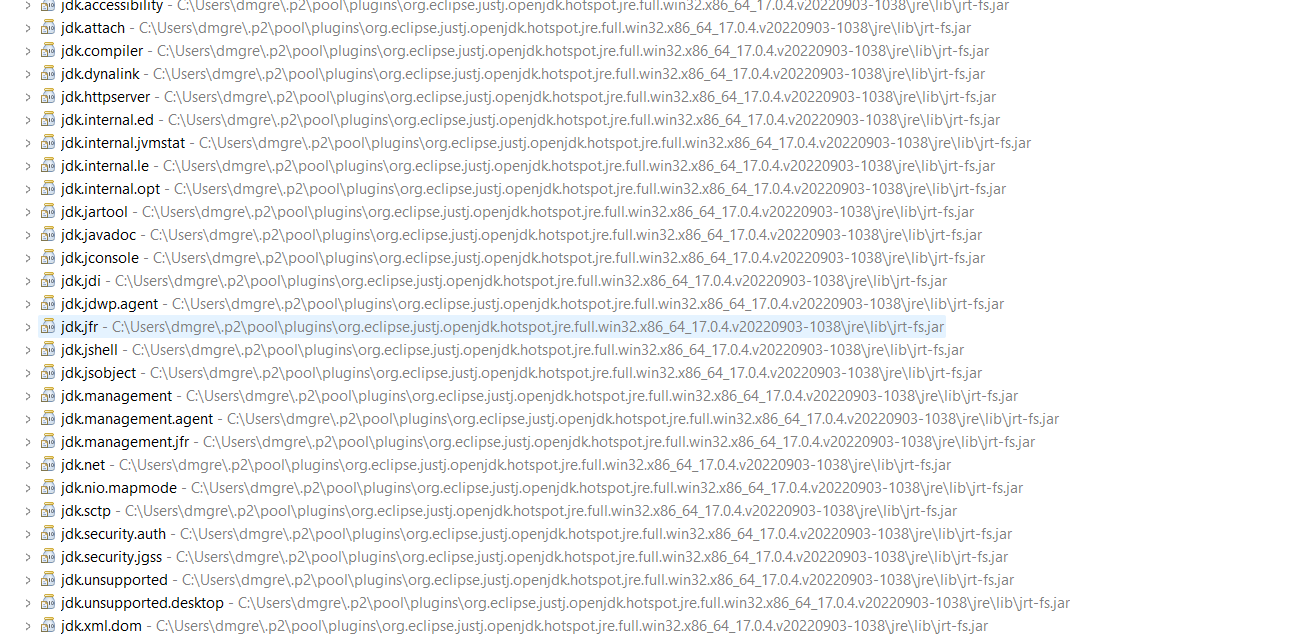 jdk.accessibility - C:\Users\dmgre\.p2\pool\plugins\org.eclipse.justj.openjdk.hotspot.jre.full.win32.x86_64_17.0.4.v20220903-1038\jre\lib\jrt-fs.jar
jdk.attach - C:\Users\dmgre\.p2\pool\plugins\org.eclipse.justj.openjdk.hotspot.jre.full.win32.x86_64_17.0.4.v20220903-1038\jre\lib\jrt-fs.jar
jdk.compiler - C:\Users\dmgre\.p2\pool\plugins\org.eclipse.justj.openjdk.hotspot.jre.full.win32.x86_64_17.0.4.v20220903-1038\jre\lib\jrt-fs.jar
jdk.dynalink - C:\Users\dmgre\.p2\pool\plugins\org.eclipse.justj.openjdk.hotspot.jre.full.win32.x86_64_17.0.4.v20220903-1038\jre\lib\jrt-fs.jar
jdk.httpserver - C:\Users\dmgre\.p2\pool\plugins\org.eclipse.justj.openjdk.hotspot.jre.full.win32.x86_64_17.0.4.v20220903-1038\jre\lib\jrt-fs.jar
jdk.internal.ed - C:\Users\dmgre\.p2\pool\plugins\org.eclipse.justj.openjdk.hotspot.jre.full.win32.x86_64_17.0.4.v20220903-1038\jre\lib\jrt-fs.jar
jdk.internal.jvmstat - C:\Users\dmgre\.p2\pool\plugins\org.eclipse.justj.openjdk.hotspot.jre.full.win32.x86_64_17.0.4.v20220903-1038\jre\lib\jrt-fs.jar
jdk.internal.le - C:\Users\dmgre\.p2\pool\plugins\org.eclipse.justj.openjdk.hotspot.jre.full.win32.x86_64_17.0.4.v20220903-1038\jre\lib\jrt-fs.jar
jdk.internal.opt - C:\Users\dmgre\.p2\pool\plugins\org.eclipse.justj.openjdk.hotspot.jre.full.win32.x86_64_17.0.4.v20220903-1038\jre\lib\jrt-fs.jar
jdk.jartool - C:\Users\dmgre\.p2\pool\plugins\org.eclipse.justj.openjdk.hotspot.jre.full.win32.x86_64_17.0.4.v20220903-1038\jre\lib\jrt-fs.jar
jdk.javadoc - C:\Users\dmgre\.p2\pool\plugins\org.eclipse.justj.openjdk.hotspot.jre.full.win32.x86_64_17.0.4.v20220903-1038\jre\lib\jrt-fs.jar
jdk.jconsole - C:\Users\dmgre\.p2\pool\plugins\org.eclipse.justj.openjdk.hotspot.jre.full.win32.x86_64_17.0.4.v20220903-1038\jre\lib\jrt-fs.jar
jdk.jdi - C:\Users\dmgre\.p2\pool\plugins\org.eclipse.justj.openjdk.hotspot.jre.full.win32.x86_64_17.0.4.v20220903-1038\jre\lib\jrt-fs.jar
jdk.jdwp.agent - C:\Users\dmgre\.p2\pool\plugins\org.eclipse.justj.openjdk.hotspot.jre.full.win32.x86_64_17.0.4.v20220903-1038\jre\lib\jrt-fs.jar
jdk.jfr - C:\Users\dmgre\.p2\pool\plugins\org.eclipse.justj.openjdk.hotspot.jre.full.win32.x86_64_17.0.4.v20220903-1038\jre\lib\jrt-fs.jar
jdk.jshell - C:\Users\dmgre\.p2\pool\plugins\org.eclipse.justj.openjdk.hotspot.jre.full.win32.x86_64_17.0.4.v20220903-1038\jre\lib\jrt-fs.jar
jdk.jsobject - C:\Users\dmgre\.p2\pool\plugins\org.eclipse.justj.openjdk.hotspot.jre.full.win32.x86_64_17.0.4.v20220903-1038\jre\lib\jrt-fs.jar
jdk.management - C:\Users\dmgre\.p2\pool\plugins\org.eclipse.justj.openjdk.hotspot.jre.full.win32.x86_64_17.0.4.v20220903-1038\jre\lib\jrt-fs.jar
jdk.management.agent - C:\Users\dmgre\.p2\pool\plugins\org.eclipse.justj.openjdk.hotspot.jre.full.win32.x86_64_17.0.4.v20220903-1038\jre\lib\jrt-fs.jar
jdk.management.jfr - C:\Users\dmgre\.p2\pool\plugins\org.eclipse.justj.openjdk.hotspot.jre.full.win32.x86_64_17.0.4.v20220903-1038\jre\lib\jrt-fs.jar
jdk.net - C:\Users\dmgre\.p2\pool\plugins\org.eclipse.justj.openjdk.hotspot.jre.full.win32.x86_64_17.0.4.v20220903-1038\jre\lib\jrt-fs.jar
jdk.nio.mapmode - C:\Users\dmgre\.p2\pool\plugins\org.eclipse.justj.openjdk.hotspot.jre.full.win32.x86_64_17.0.4.v20220903-1038\jre\lib\jrt-fs.jar
jdk.sctp - C:\Users\dmgre\.p2\pool\plugins\org.eclipse.justj.openjdk.hotspot.jre.full.win32.x86_64_17.0.4.v20220903-1038\jre\lib\jrt-fs.jar
jdk.security.auth - C:\Users\dmgre\.p2\pool\plugins\org.eclipse.justj.openjdk.hotspot.jre.full.win32.x86_64_17.0.4.v20220903-1038\jre\lib\jrt-fs.jar
jdk.security.jgss - C:\Users\dmgre\.p2\pool\plugins\org.eclipse.justj.openjdk.hotspot.jre.full.win32.x86_64_17.0.4.v20220903-1038\jre\lib\jrt-fs.jar
jdk.unsupported - C:\Users\dmgre\.p2\pool\plugins\org.eclipse.justj.openjdk.hotspot.jre.full.win32.x86_64_17.0.4.v20220903-1038\jre\lib\jrt-fs.jar
jdk.unsupported.desktop - C:\Users\dmgre\.p2\pool\plugins\org.eclipse.justj.openjdk.hotspot.jre.full.win32.x86_64_17.0.4.v20220903-1038\jre\lib\jrt-fs.jar
jdk.xml.dom - C:\Users\dmgre\.p2\pool\plugins\org.eclipse.justj.openjdk.hotspot.jre.full.win32.x86_64_17.0.4.v20220903-1038\jre\lib\jrt-fs.jar